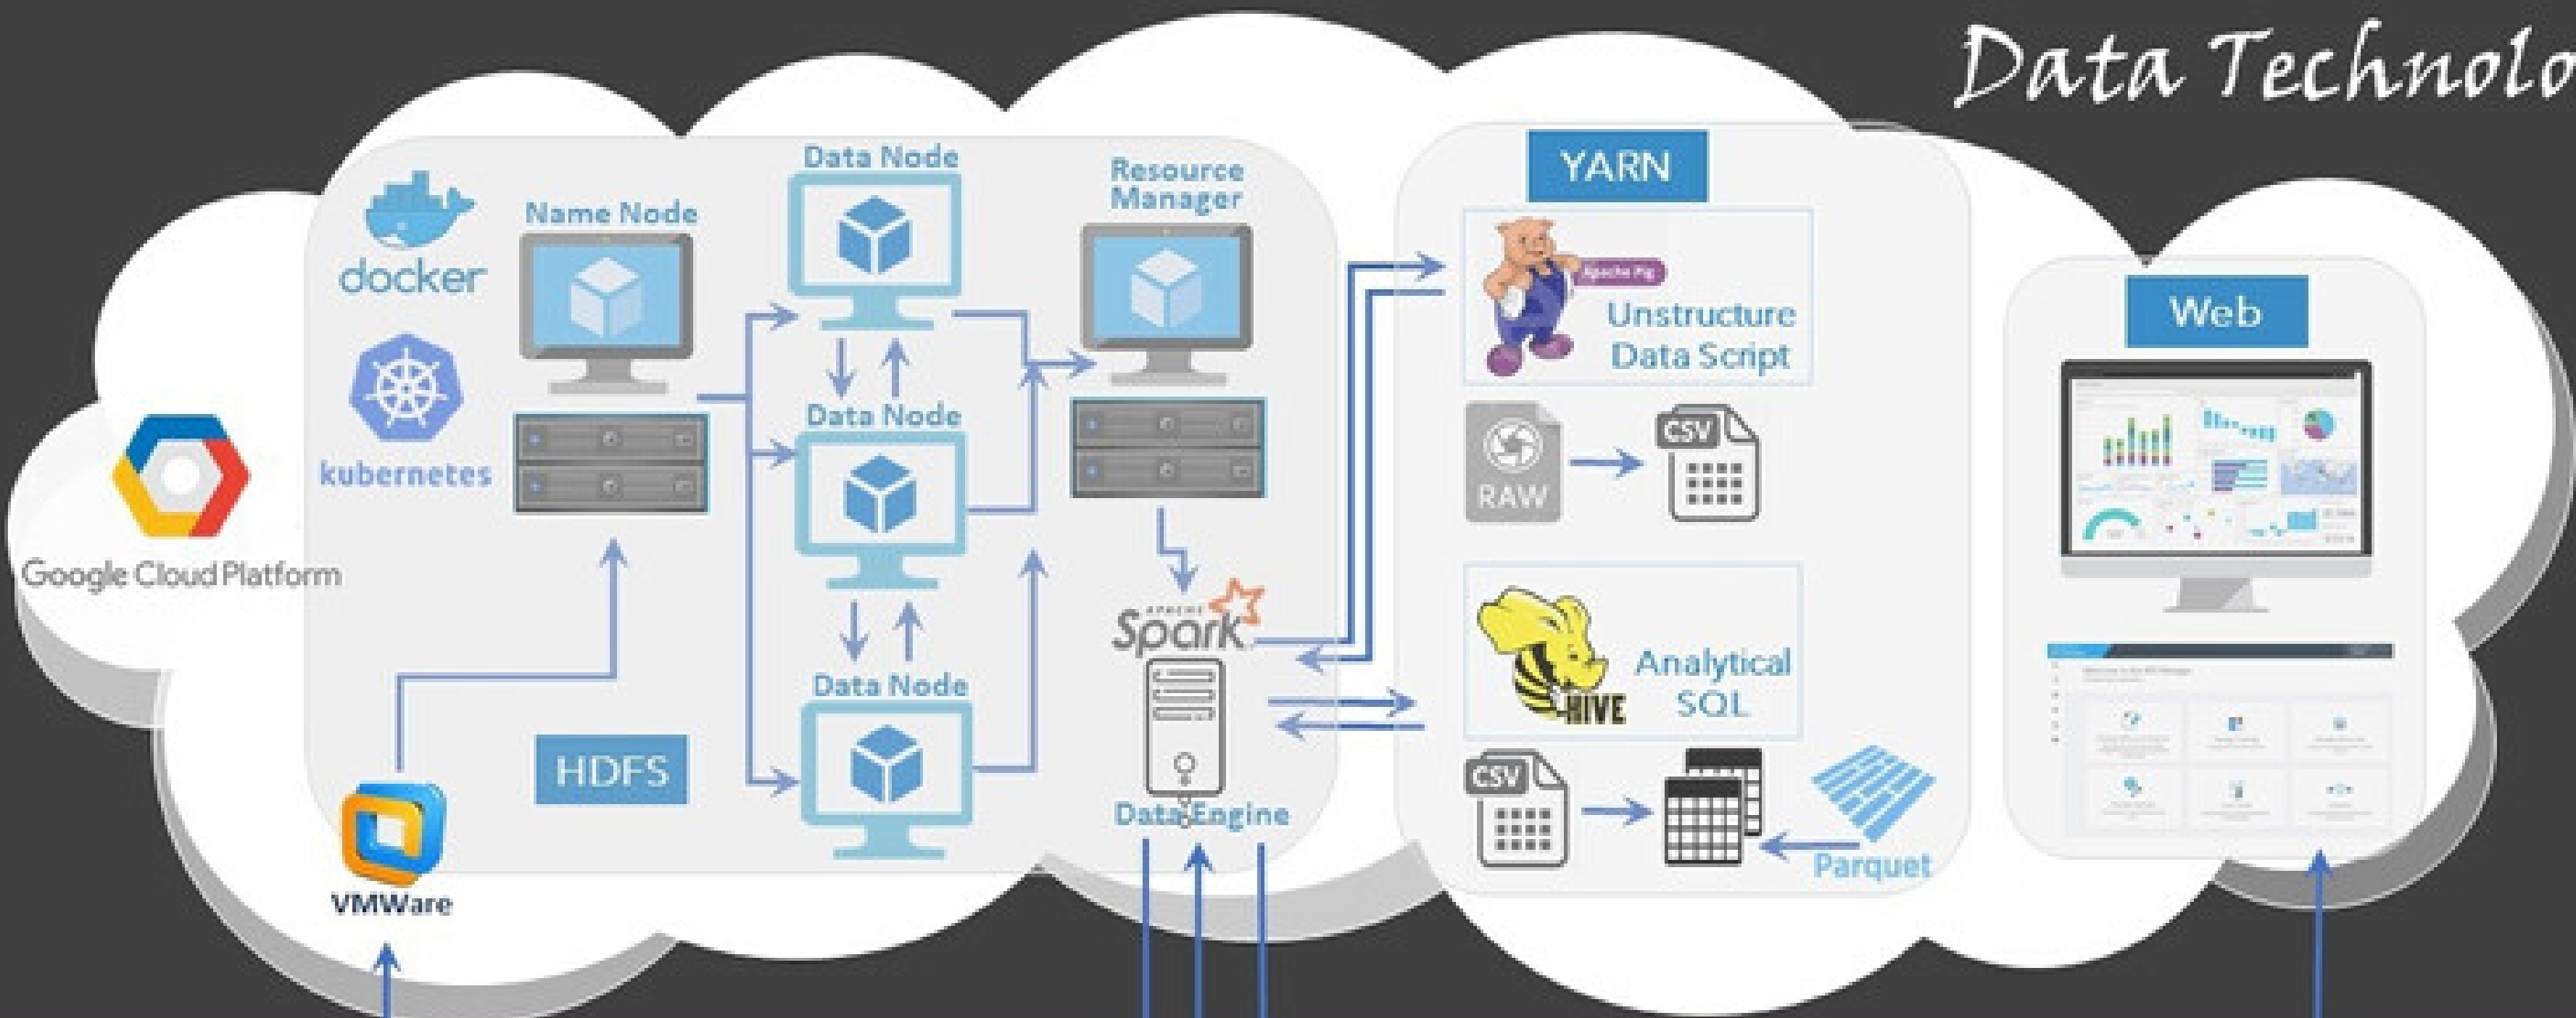 Data Technolo
docker
kubernetes
Google Cloud Platform
VMWare
Name Node
HDFS
Data Node
Data Node
Data Node
Resource
Manager
APACHE
Spark
Data Engine
YARN
Apache Pig
Unstructure
Data Script
RAW
CSV
HIVE
Analytical
SQL
CSV
Parquet
Web